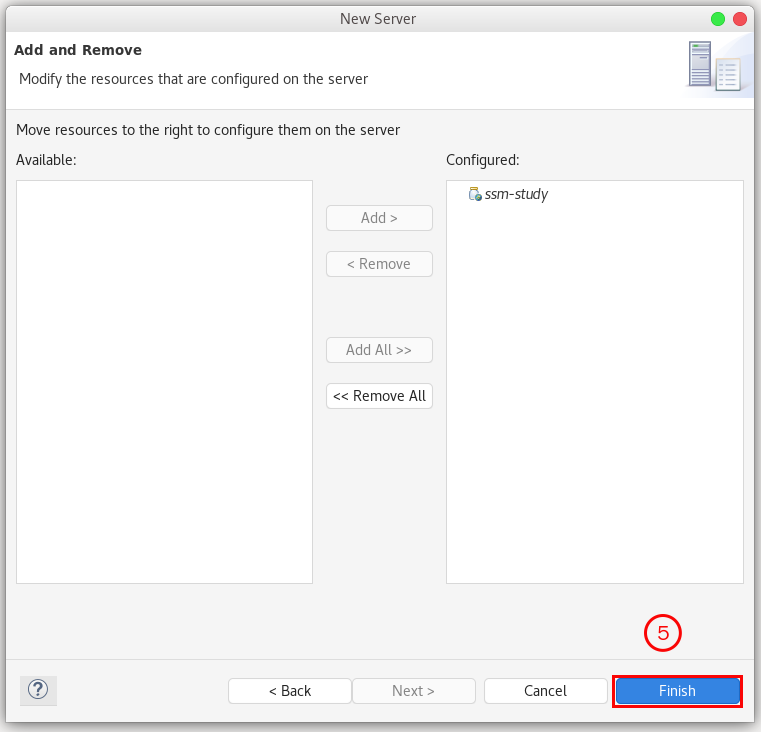 New Server
Add and Remove
Modify the resources that are configured on the server
Move resources to the right to configure them on the server
Available:
Configured:
ssm-study
Add >
< Remove
Add All >>
<< Remove All
5
?
< Back
Next >
Cancel
Finish